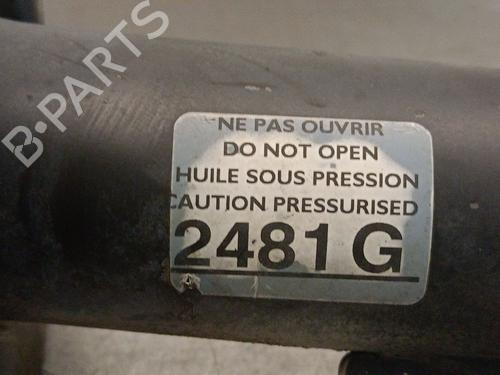 B-PARTS
NE PAS OUVRIR
DO NOT OPEN
HUILE SOUS PRESSION
CAUTION PRESSURISED
2481 G